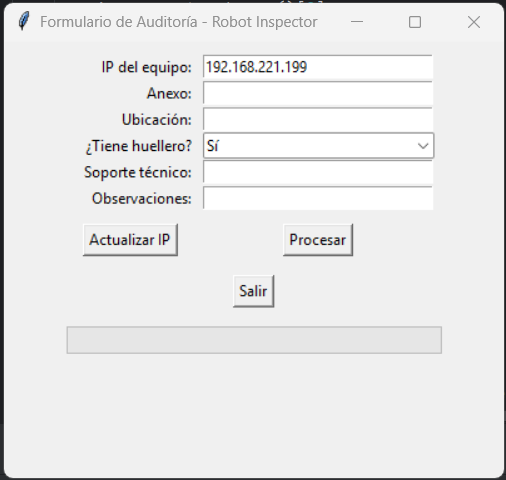 Formulario de Auditoría - Robot Inspector
IP del equipo: 192.168.221.199
Anexo:
Ubicación:
¿Tiene huellero? Sí
Soporte técnico:
Observaciones:
Actualizar IP Procesar
Salir